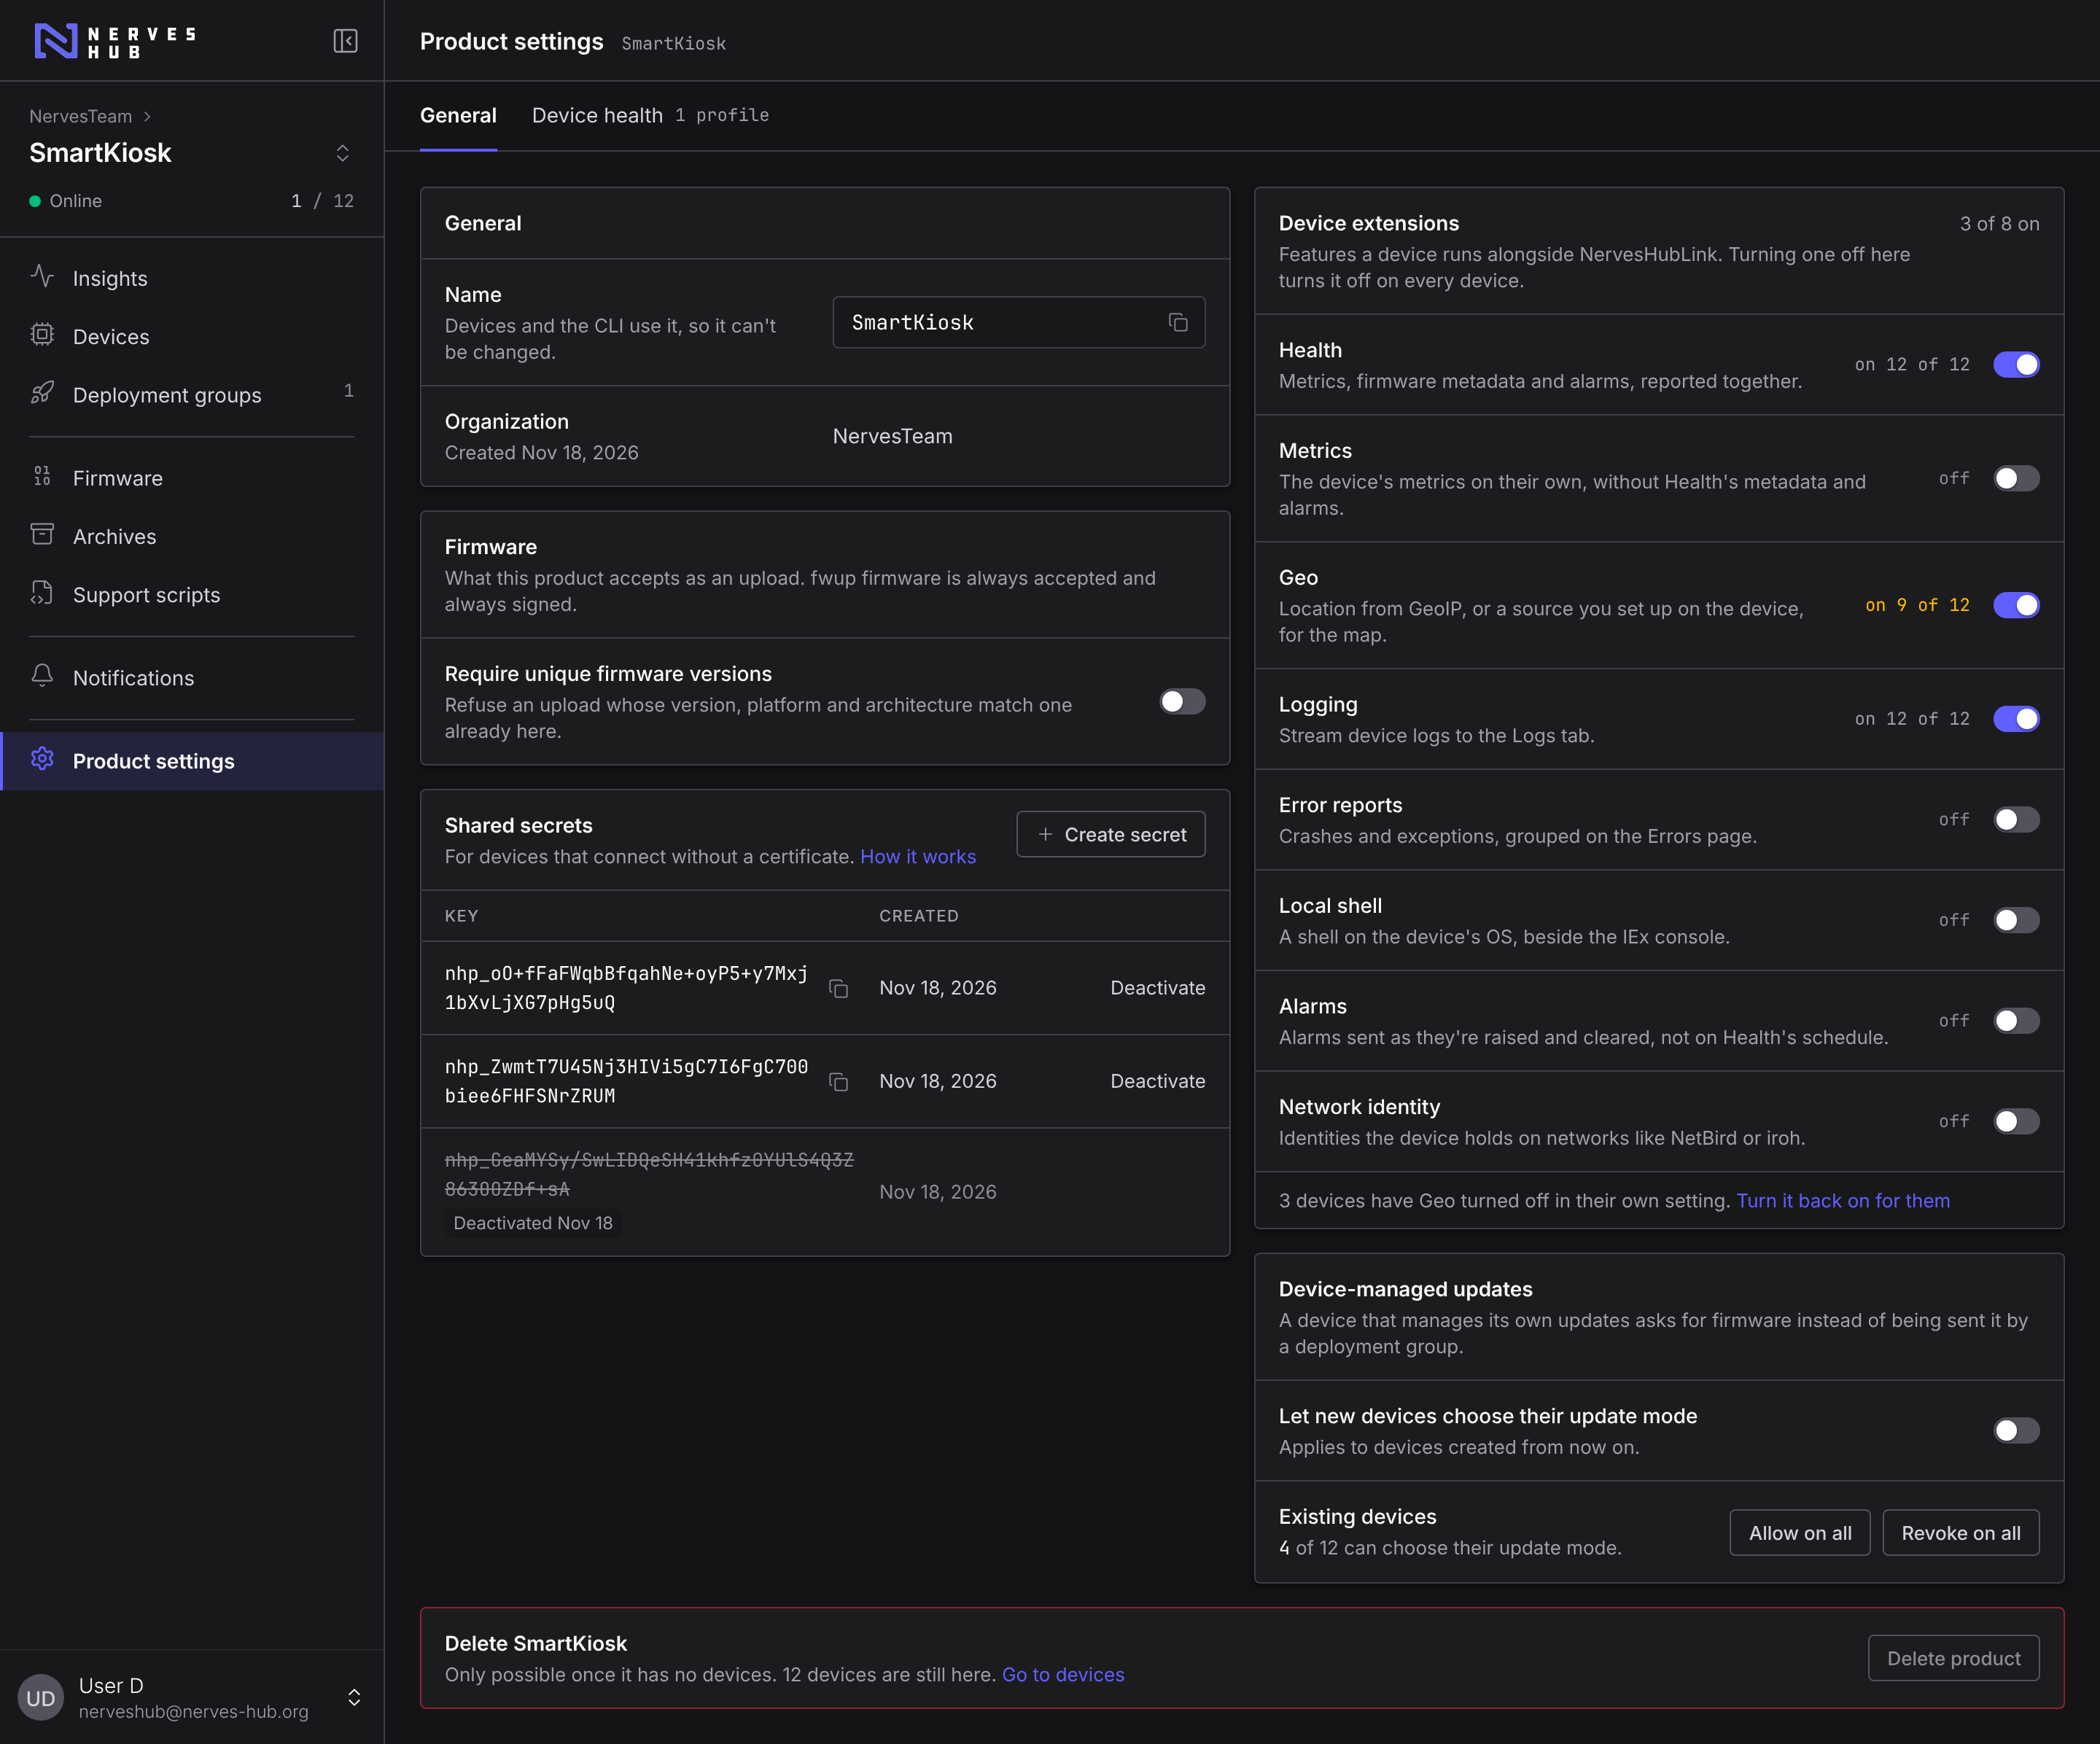 NERVES
HUB
NervesTeam
SmartKiosk
Online
1 / 12
Insights
Devices
Deployment groups
1
Firmware
Archives
Support scripts
Notifications
Product settings
User D
nerveshub@nerves-hub.org
UD
Product settings SmartKiosk
General
Device health 1 profile
General
Name
Devices and the CLI use it, so it can't
be changed.
SmartKiosk
Organization
Created Nov 18, 2026
NervesTeam
Firmware
What this product accepts as an upload. fwup firmware is always accepted and
always signed.
Require unique firmware versions
Refuse an upload whose version, platform and architecture match one
already here.
Shared secrets
For devices that connect without a certificate. How it works
Create secret
KEY
CREATED
nhp_oO+fFaFWqbBfqahNe+oyP5+y7Mxj
1bXvLjXG7pHg5uQ
Nov 18, 2026
Deactivate
nhp_ZwmtT7U45Nj3HIVi5gC7I6FgC700
biee6FHFSNrZRUM
Nov 18, 2026
Deactivate
Nov 18, 2026
Deactivated Nov 18
Device extensions
3 of 8 on
Features a device runs alongside NervesHubLink. Turning one off here
turns it off on every device.
Health
Metrics, firmware metadata and alarms, reported together.
on 12 of 12
Metrics
The device's metrics on their own, without Health's metadata and
alarms.
off
Geo
Location from GeoIP, or a source you set up on the device,
for the map.
on 9 of 12
Logging
Stream device logs to the Logs tab.
on 12 of 12
Error reports
Crashes and exceptions, grouped on the Errors page.
off
Local shell
A shell on the device's OS, beside the IEx console.
off
Alarms
Alarms sent as they're raised and cleared, not on Health's schedule.
off
Network identity
Identities the device holds on networks like NetBird or iroh.
off
3 devices have Geo turned off in their own setting. Turn it back on for them
Device-managed updates
A device that manages its own updates asks for firmware instead of being sent it by
a deployment group.
Let new devices choose their update mode
Applies to devices created from now on.
Existing devices
4 of 12 can choose their update mode.
Allow on all
Revoke on all
Delete SmartKiosk
Only possible once it has no devices. 12 devices are still here. Go to devices
Delete product